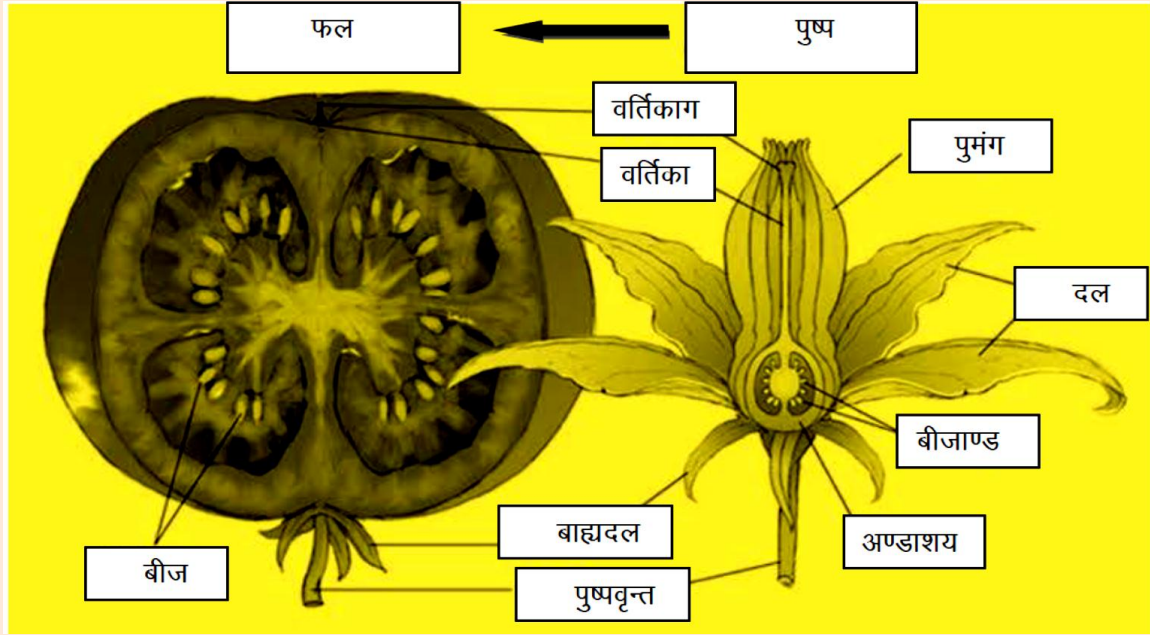 फल
पुष्प
वर्तिकाग
पुमंग
वर्तिका
दल
बीजाण्ड
बाह्यदल
अण्डाशय
बीज
पुष्पवृन्त